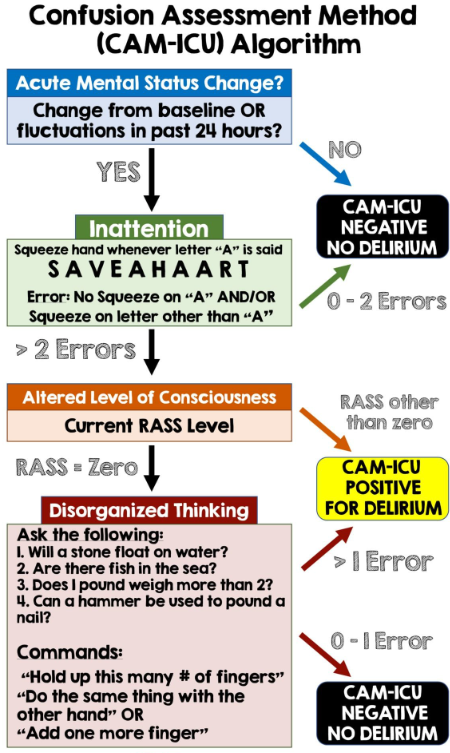 Confusion Assessment Method
(CAM-ICU) Algorithm
Acute Mental Status Change?
Change from baseline OR
fluctuations in past 24 hours?
NO
YES
CAM-ICU
NEGATIVE
NO DELIRIUM
Inattention
Squeeze hand whenever letter "A" is said
S A V E A H A A R T
Error: No Squeeze on "A" AND/OR
Squeeze on letter other than "A"
0 - 2 Errors
> 2 Errors
Altered Level of Consciousness
Current RASS Level
RASS other
than zero
RASS = Zero
CAM-ICU
POSITIVE
FOR DELIRIUM
Disorganized Thinking
Ask the following:
1. Will a stone float on water?
2. Are there fish in the sea?
3. Does 1 pound weigh more than 2?
4. Can a hammer be used to pound a
nail?
> 1 Error
Commands:
"Hold up this many # of fingers"
"Do the same thing with the
other hand" OR
"Add one more finger"
0 - 1 Error
CAM-ICU
NEGATIVE
NO DELIRIUM